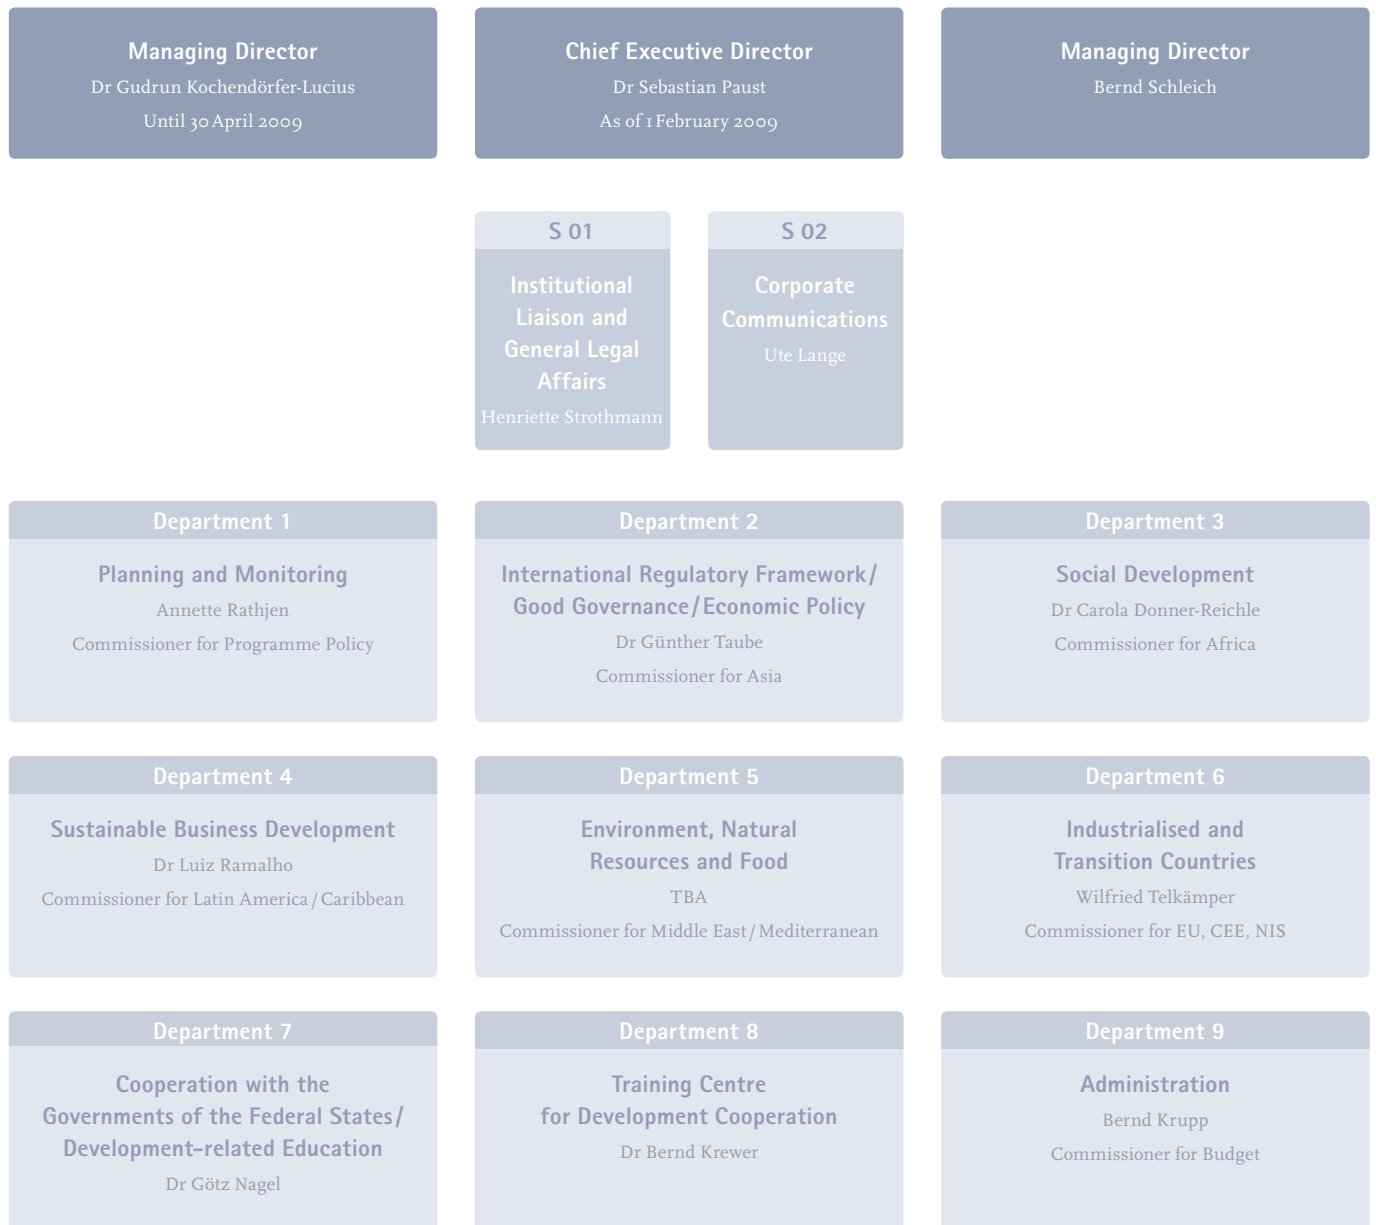 Managing Director
Dr Gudrun Kochendörfer-Lucius
Until 30 April 2009
Chief Executive Director
Dr Sebastian Paust
As of 1 February 2009
Managing Director
Bernd Schleich
S 01
Institutional
Liaison and
General Legal
Affairs
Henriette Strothmann
S 02
Corporate
Communications
Ute Lange
Department 1
Planning and Monitoring
Annette Rathjen
Commissioner for Programme Policy
Department 2
International Regulatory Framework/
Good Governance/Economic Policy
Dr Günther Taube
Commissioner for Asia
Department 3
Social Development
Dr Carola Donner-Reichle
Commissioner for Africa
Department 4
Sustainable Business Development
Dr Luiz Ramalho
Commissioner for Latin America / Caribbean
Department 5
Environment, Natural
Resources and Food
TBA
Commissioner for Middle East / Mediterranean
Department 6
Industrialised and
Transition Countries
Wilfried Telkämper
Commissioner for EU, CEE, NIS
Department 7
Cooperation with the
Governments of the Federal States/
Development-related Education
Dr Götz Nagel
Department 8
Training Centre
for Development Cooperation
Dr Bernd Krewer
Department 9
Administration
Bernd Krupp
Commissioner for Budget